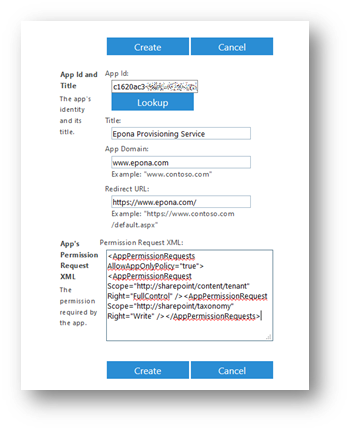 Create Cancel
App Id and
Title
The app's
identity
and its
title.
App Id:
c1620ac3-
Lookup
Title:
Epona Provisioning Service
App Domain:
www.epona.com
Example: "www.contoso.com"
Redirect URL:
https://www.epona.com/
Example: "https://www.contoso.com
/default.aspx"
App's
Permission
Request
XML
The
permission
required by
the app.
Permission Request XML:
<AppPermissionRequests
AllowAppOnlyPolicy="true">
<AppPermissionRequest
Scope="http://sharepoint/content/tenant"
Right="FullControl" /><AppPermissionRequest
Scope="http://sharepoint/taxonomy"
Right="Write" /></AppPermissionRequests>
Create Cancel